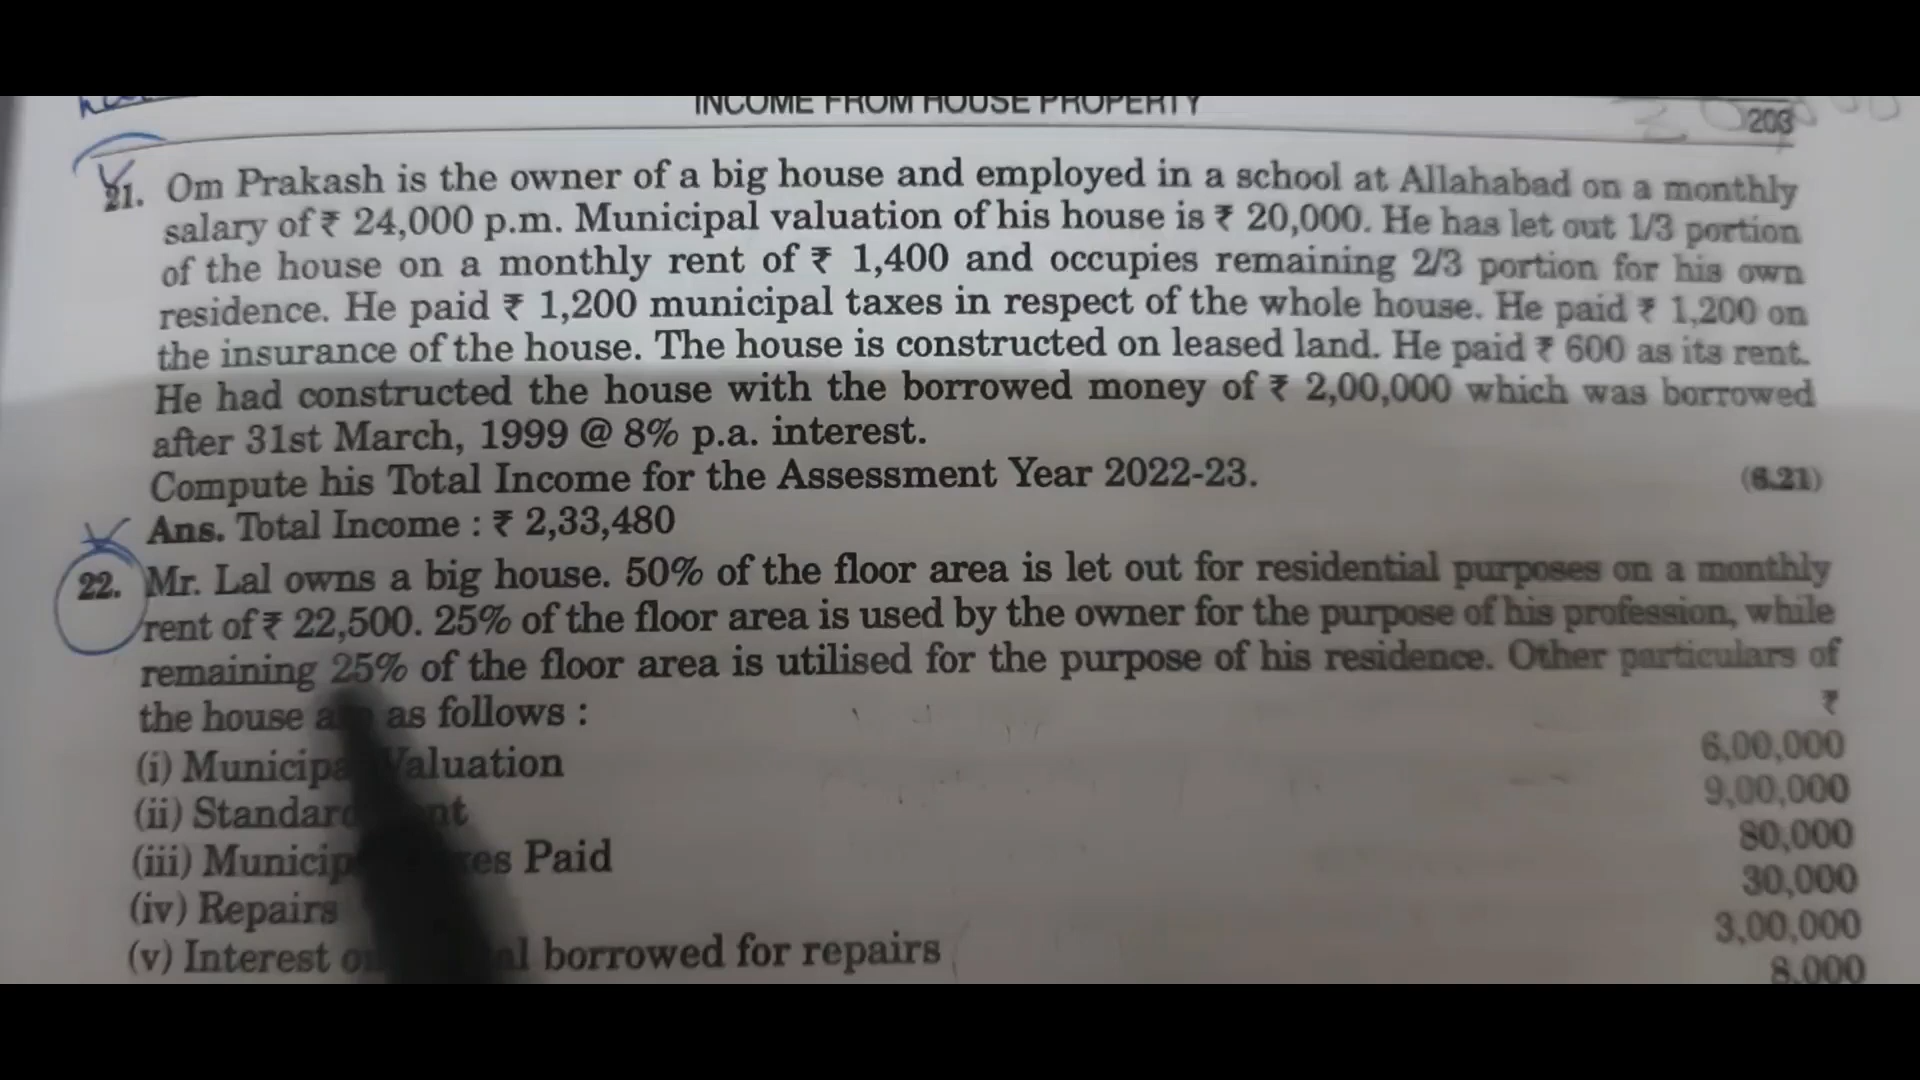 INCOME FROM HOUSE PROPERTY
203
21. Om Prakash is the owner of a big house and employed in a school at Allahabad on a monthly
salary of ₹ 24,000 p.m. Municipal valuation of his house is ₹ 20,000. He has let out 1/3 portion
of the house on a monthly rent of ₹ 1,400 and occupies remaining 2/3 portion for his own
residence. He paid ₹ 1,200 municipal taxes in respect of the whole house. He paid ₹ 1,200 on
the insurance of the house. The house is constructed on leased land. He paid ₹ 600 as its rent.
He had constructed the house with the borrowed money of ₹ 2,00,000 which was borrowed
after 31st March, 1999 @ 8% p.a. interest.
Compute his Total Income for the Assessment Year 2022-23. (6.21)
Ans. Total Income : ₹ 2,33,480
22. Mr. Lal owns a big house. 50% of the floor area is let out for residential purposes on a monthly
rent of ₹ 22,500. 25% of the floor area is used by the owner for the purpose of his profession, while
remaining 25% of the floor area is utilised for the purpose of his residence. Other particulars of
the house as follows :
₹
(i) Municipal Valuation 6,00,000
(ii) Standard 9,00,000
(iii) Paid 80,000
(iv) Repairs 30,000
(v) Interest borrowed for repairs 3,00,000
8,000